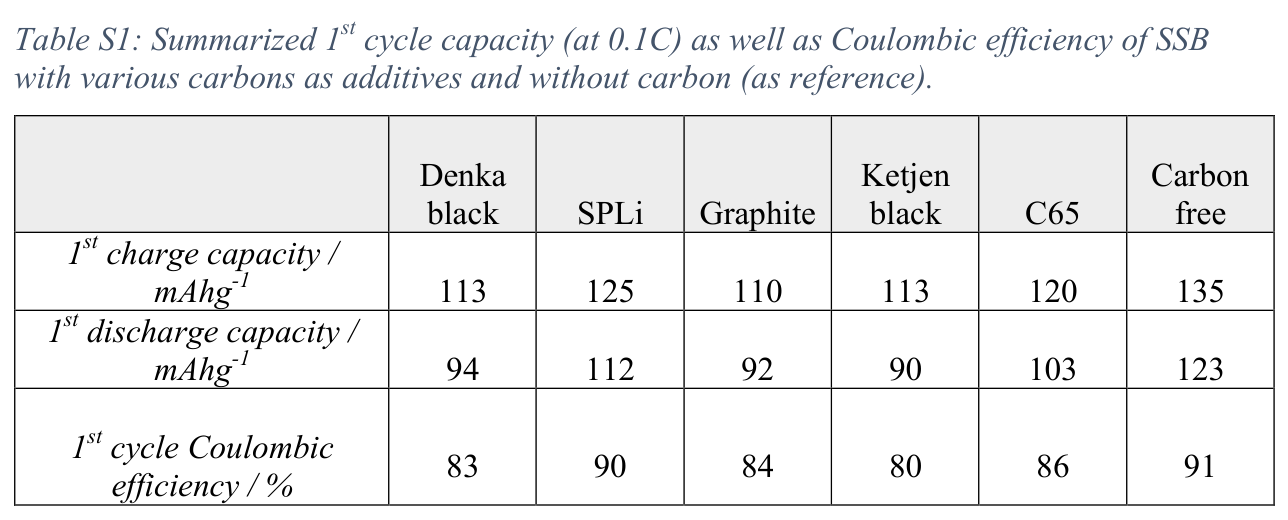 Table S1: Summarized 1st cycle capacity (at 0.1C) as well as Coulombic efficiency of SSB
with various carbons as additives and without carbon (as reference).
Denka black SPLi Graphite Ketjen black C65 Carbon free
1st charge capacity / mAhg-1 113 125 110 113 120 135
1st discharge capacity / mAhg-1 94 112 92 90 103 123
1st cycle Coulombic efficiency / % 83 90 84 80 86 91